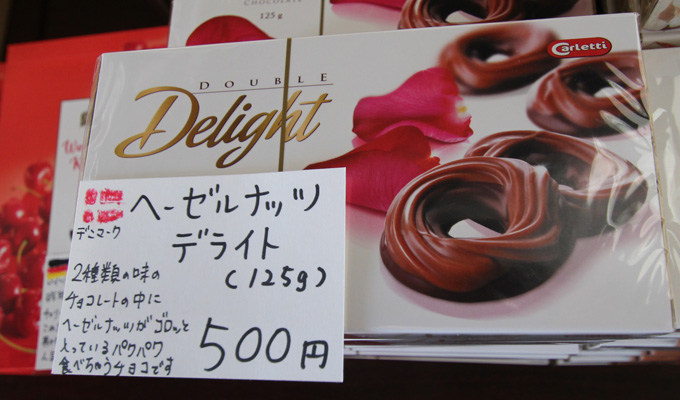 CHOCOLATE
125g
DOUBLE
Delight
Carletti
デニマーク
ヘーゼルナッツ
デライト
(125g)
2種類の味の
チョコレートの中に
ヘーゼルナッツがゴロッと
入っているパクパク
食べちゃうチョコです
500円